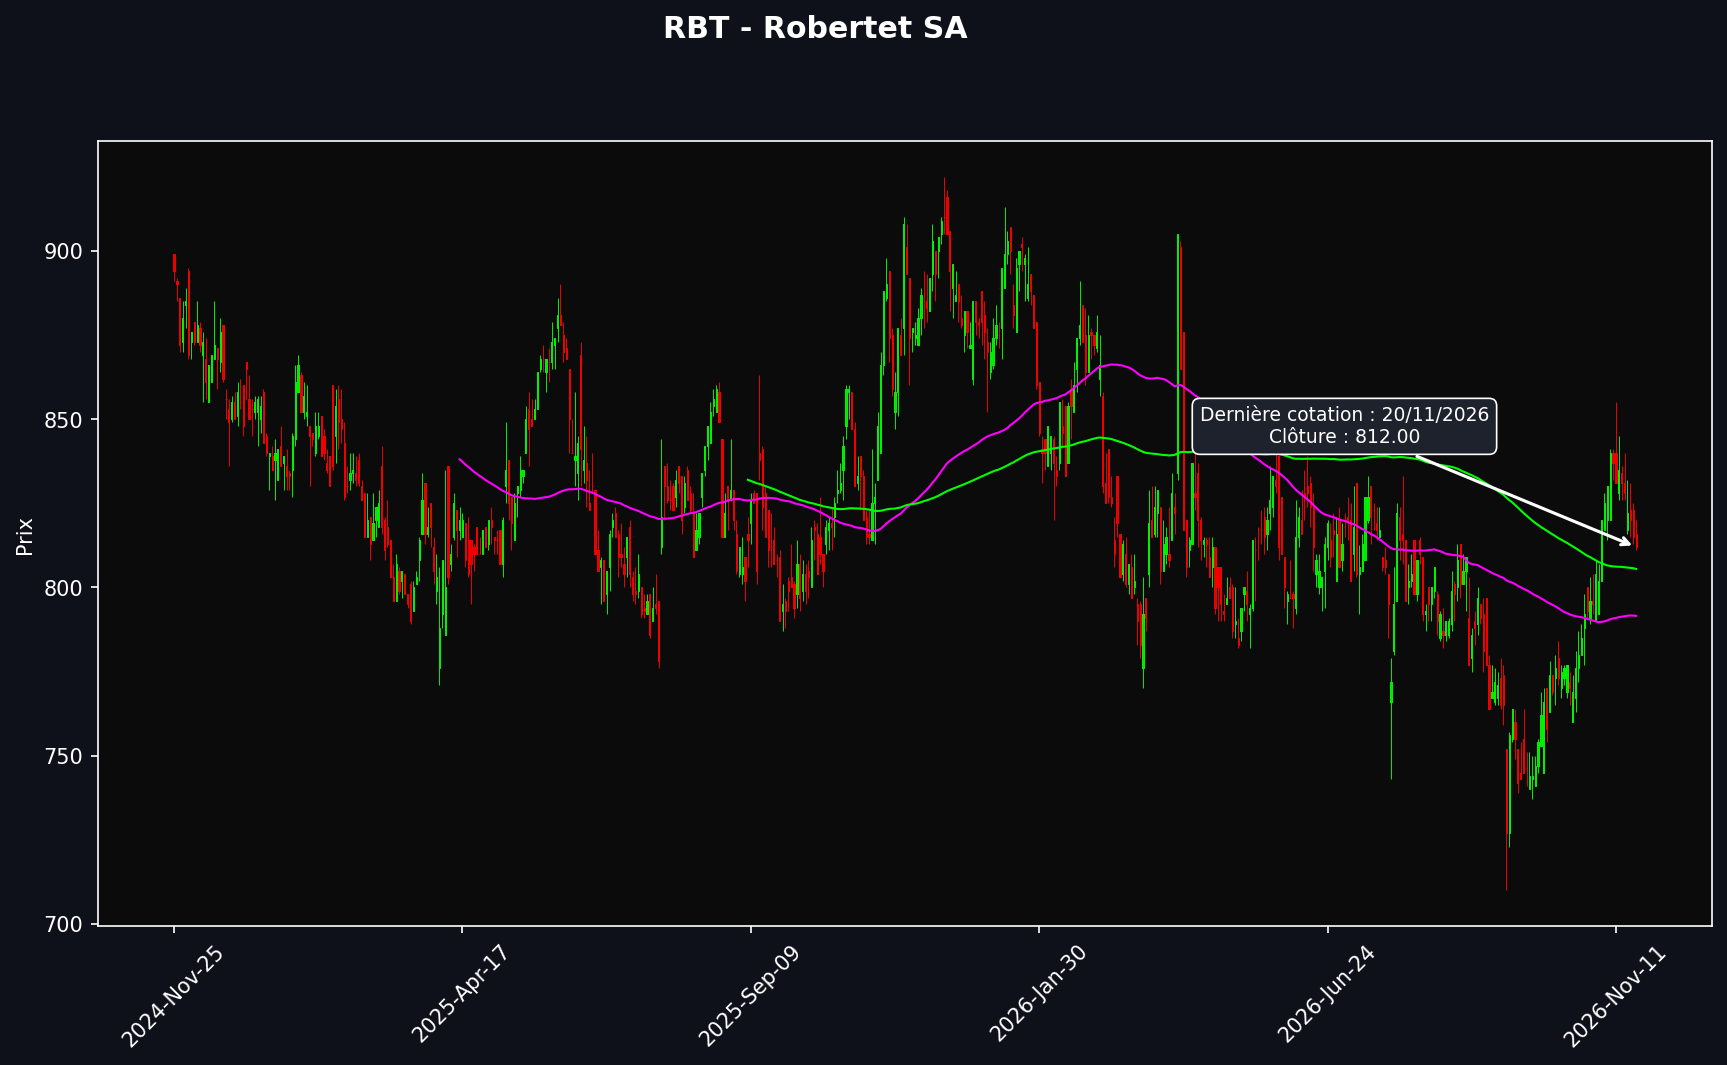 RBT - Robertet SA
Prix
900
850
800
750
700
Dernière cotation : 20/11/2026
Clôture : 812.00
2024-Nov-25
2025-Apr-17
2025-Sep-09
2026-Jan-30
2026-Jun-24
2026-Nov-11